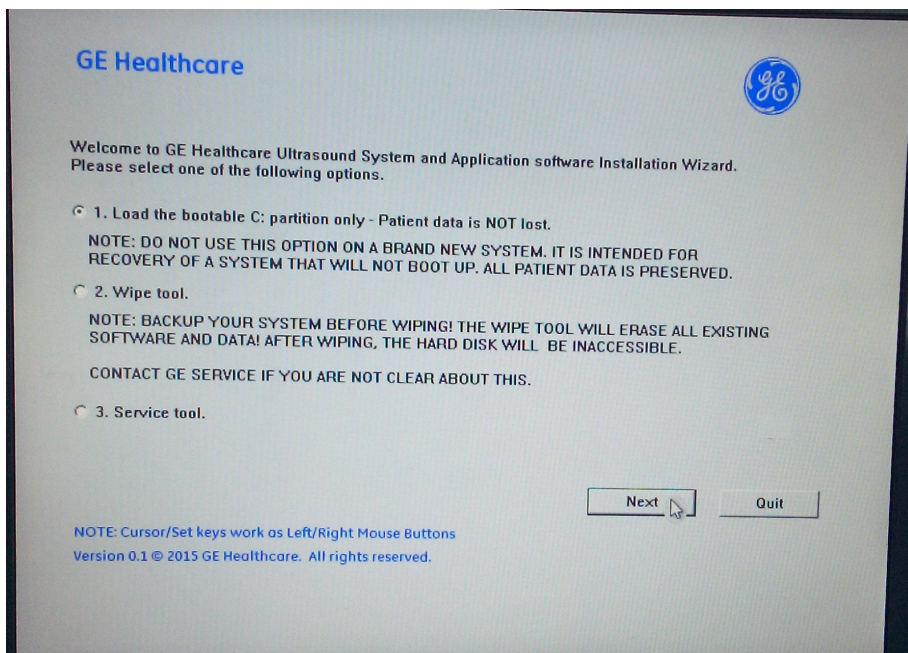 GE Healthcare
GE
Welcome to GE Healthcare Ultrasound System and Application software Installation Wizard.
Please select one of the following options.
1. Load the bootable C: partition only - Patient data is NOT lost.
NOTE: DO NOT USE THIS OPTION ON A BRAND NEW SYSTEM. IT IS INTENDED FOR
RECOVERY OF A SYSTEM THAT WILL NOT BOOT UP. ALL PATIENT DATA IS PRESERVED.
2. Wipe tool.
NOTE: BACKUP YOUR SYSTEM BEFORE WIPING! THE WIPE TOOL WILL ERASE ALL EXISTING
SOFTWARE AND DATA! AFTER WIPING, THE HARD DISK WILL BE INACCESSIBLE.
CONTACT GE SERVICE IF YOU ARE NOT CLEAR ABOUT THIS.
3. Service tool.
Next Quit
NOTE: Cursor/Set keys work as Left/Right Mouse Buttons
Version 0.1 © 2015 GE Healthcare. All rights reserved.